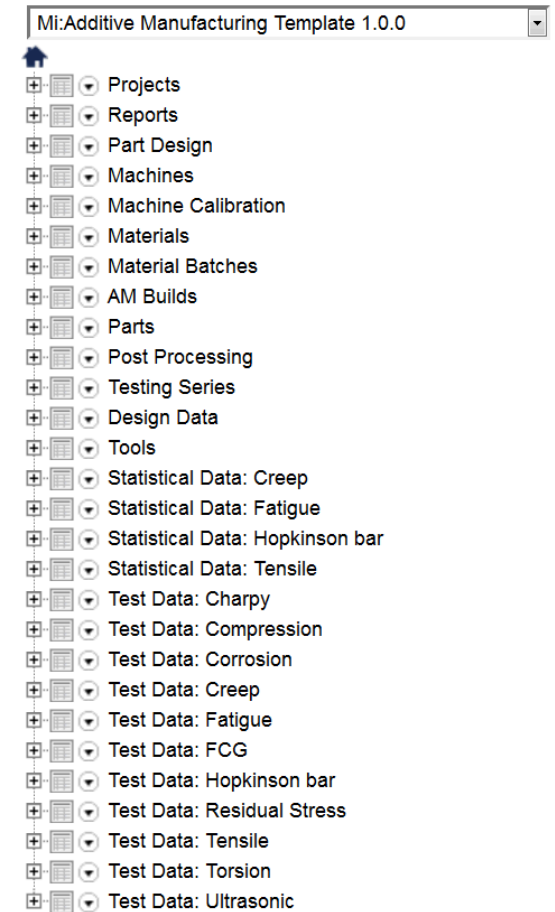 Mi:Additive Manufacturing Template 1.0.0
Projects
Reports
Part Design
Machines
Machine Calibration
Materials
Material Batches
AM Builds
Parts
Post Processing
Testing Series
Design Data
Tools
Statistical Data: Creep
Statistical Data: Fatigue
Statistical Data: Hopkinson bar
Statistical Data: Tensile
Test Data: Charpy
Test Data: Compression
Test Data: Corrosion
Test Data: Creep
Test Data: Fatigue
Test Data: FCG
Test Data: Hopkinson bar
Test Data: Residual Stress
Test Data: Tensile
Test Data: Torsion
Test Data: Ultrasonic